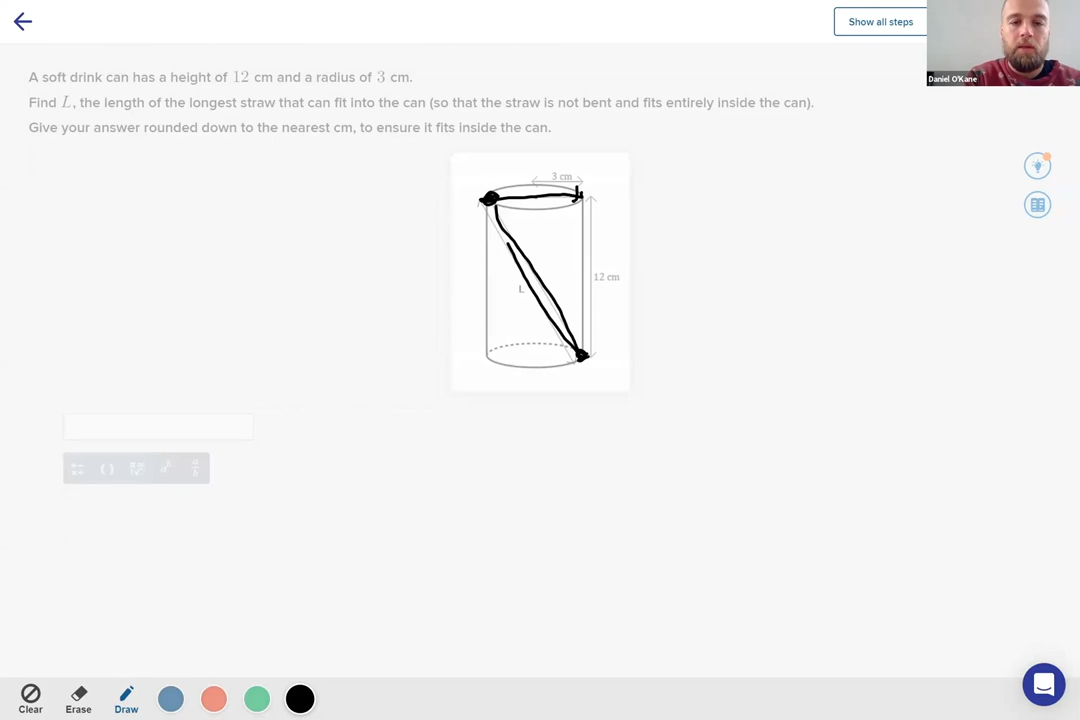 Show all steps
Daniel O'Kane
A soft drink can has a height of 12 cm and a radius of 3 cm.
Find L, the length of the longest straw that can fit into the can (so that the straw is not bent and fits entirely inside the can).
Give your answer rounded down to the nearest cm, to ensure it fits inside the can.
3 cm
12 cm
L
Clear
Erase
Draw